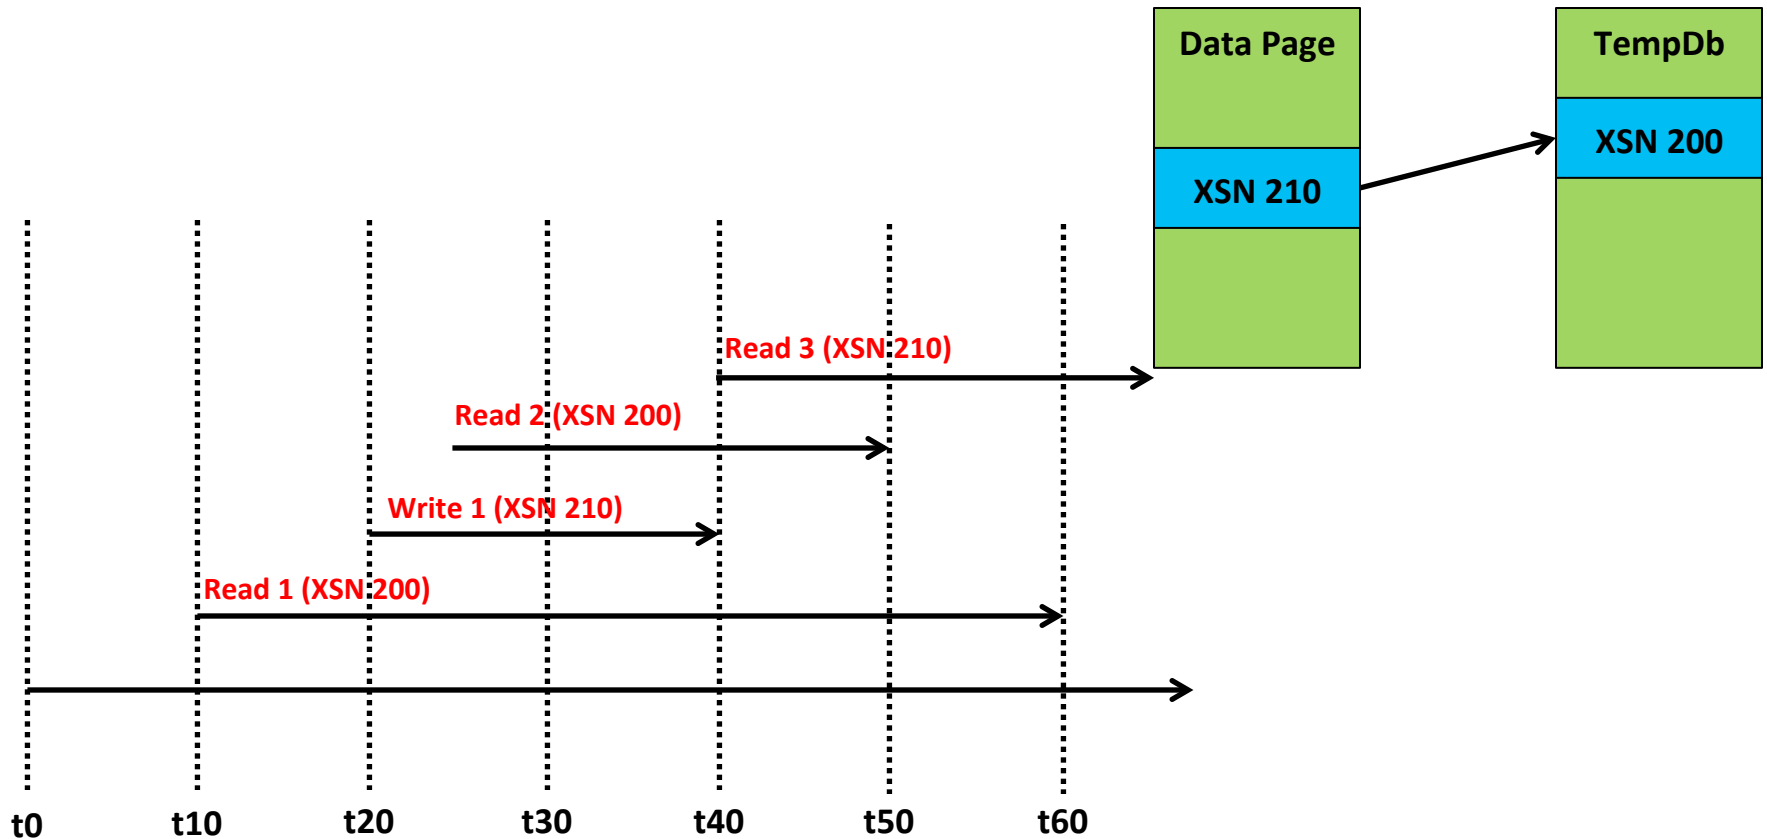 Data Page
TempDb
XSN 200
XSN 210
Read 3 (XSN 210)
Read 2 (XSN 200)
Write 1 (XSN 210)
Read 1 (XSN 200)
t0
t10
t20
t30
t40
t50
t60